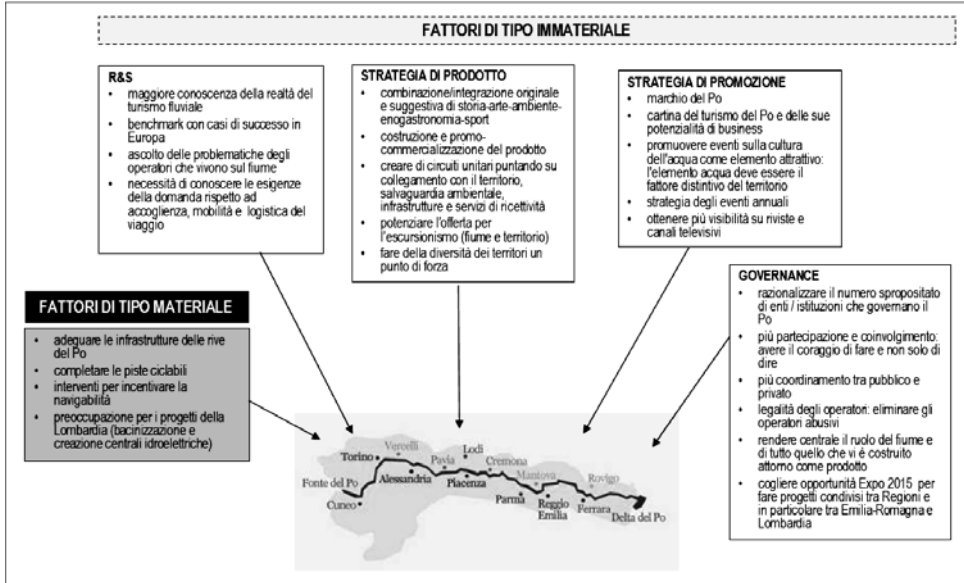 FATTORI DI TIPO IMMATERIALE
R&S
• maggiore conoscenza della realtà del
turismo fluviale
• benchmark con casi di successo in
Europa
• ascolto delle problematiche degli
operatori che vivono sul fiume
• necessità di conoscere le esigenze
della domanda rispetto ad
accoglienza, mobilità e logistica del
viaggio
STRATEGIA DI PRODOTTO
• combinazione/integrazione originale
e suggestiva di storia-arte-ambiente-
enogastronomia-sport
• costruzione e promo-
commercializzazione del prodotto
• creare di circuiti unitari puntando su
collegamento con il territorio,
salvaguardia ambientale,
infrastrutture e servizi di ricettività
• potenziare l'offerta per
l'escursionismo (fiume e territorio)
• fare della diversità dei territori un
punto di forza
STRATEGIA DI PROMOZIONE
• marchio del Po
• cartina del turismo del Po e delle sue
potenzialità di business
• promuovere eventi sulla cultura
dell'acqua come elemento attrattivo:
l'elemento acqua deve essere il
fattore distintivo del territorio
• strategia degli eventi annuali
• ottenere più visibilità su riviste e
canali televisivi
GOVERNANCE
• razionalizzare il numero spropositato
di enti / istituzioni che governano il
Po
• più partecipazione e coinvolgimento:
avere il coraggio di fare e non solo di
dire
• più coordinamento tra pubblico e
privato
• legalità degli operatori: eliminare gli
operatori abusivi
• rendere centrale il ruolo del fiume e
di tutto quello che vi é costruito
attorno come prodotto
• cogliere opportunità Expo 2015 per
fare progetti condivisi tra Regioni e
in particolare tra Emilia-Romagna e
Lombardia
FATTORI DI TIPO MATERIALE
• adeguare le infrastrutture delle rive
del Po
• completare le piste ciclabili
• interventi per incentivare la
navigabilità
• preoccupazione per i progetti della
Lombardia (bacinizzazione e
creazione centrali idroelettriche)
Vercelli
Torino
Lodi
Pavia
Cremona
Mantova
Rovigo
Fonte del Po
Alessandria
Piacenza
Cuneo
Parma
Reggio
Emilia
Ferrara
Delta del Po